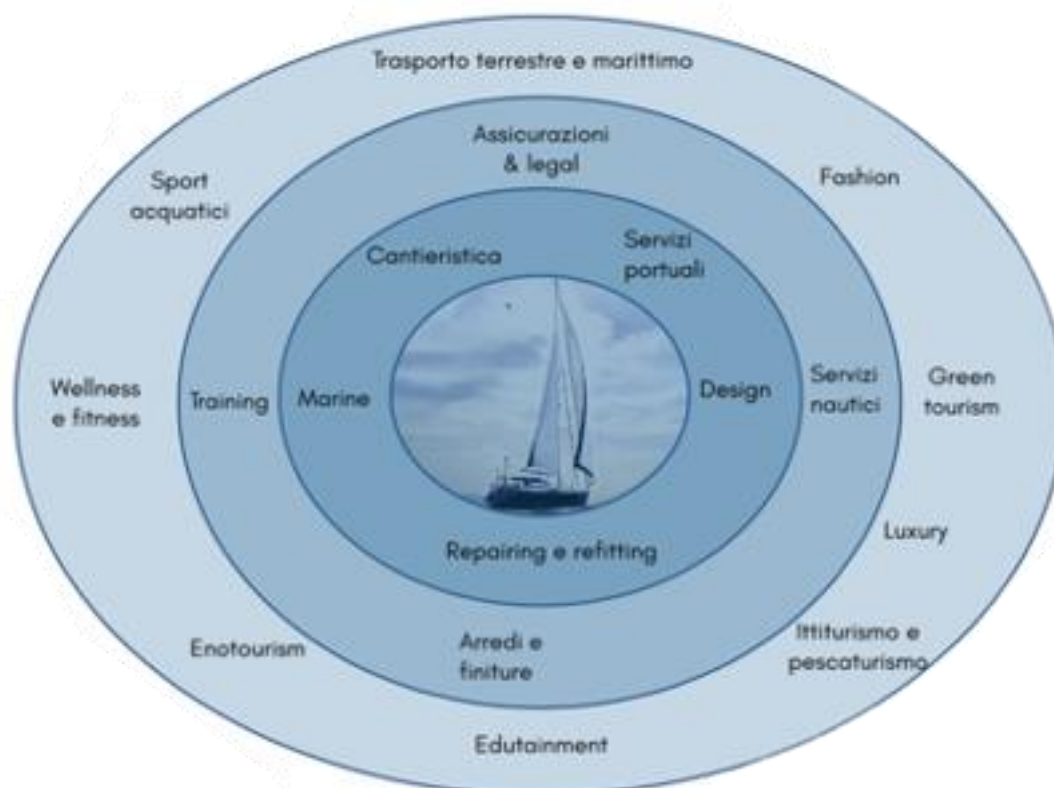 Trasporto terrestre e marittimo
Assicurazioni
& legal
Sport
acquatici
Fashion
Cantieristica
Servizi
portuali
Wellness
e fitness
Training
Marine
Design
Servizi
nautici
Green
tourism
Luxury
Repairing e refitting
Enotourism
Arredi e
finiture
Ittiturismo e
pescaturismo
Edutainment